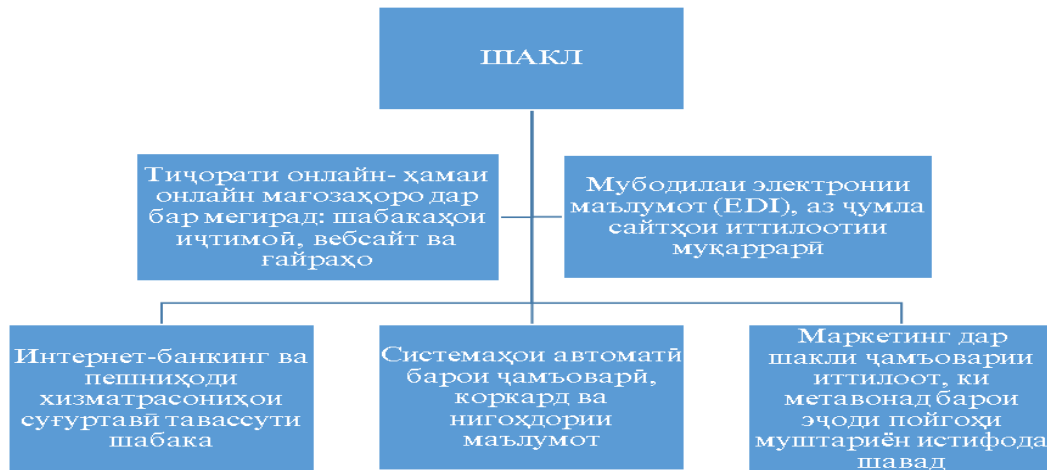 ШАКЛ
Тиҷорати онлайн- ҳамаи
онлайн мағозаҳоро дар
бар мегирад: шабакаҳои
иҷтимоӣ, вебсайт ва
ғайраҳо
Мубодилаи электронии
маълумот (EDI), аз ҷумла
сайтҳои иттилоотии
муқаррарӣ
Интернет-банкинг ва
пешниҳоди
хизматрасониҳои
суғуртавӣ тавассути
шабака
Системаҳои автоматӣ
барои ҷамъоварӣ,
коркард ва
нигоҳдории
маълумот
Маркетинг дар
шакли ҷамъоварии
иттилоот, ки
метавонад барои
эҷоди пойгоҳи
муштариён истифода
шавад